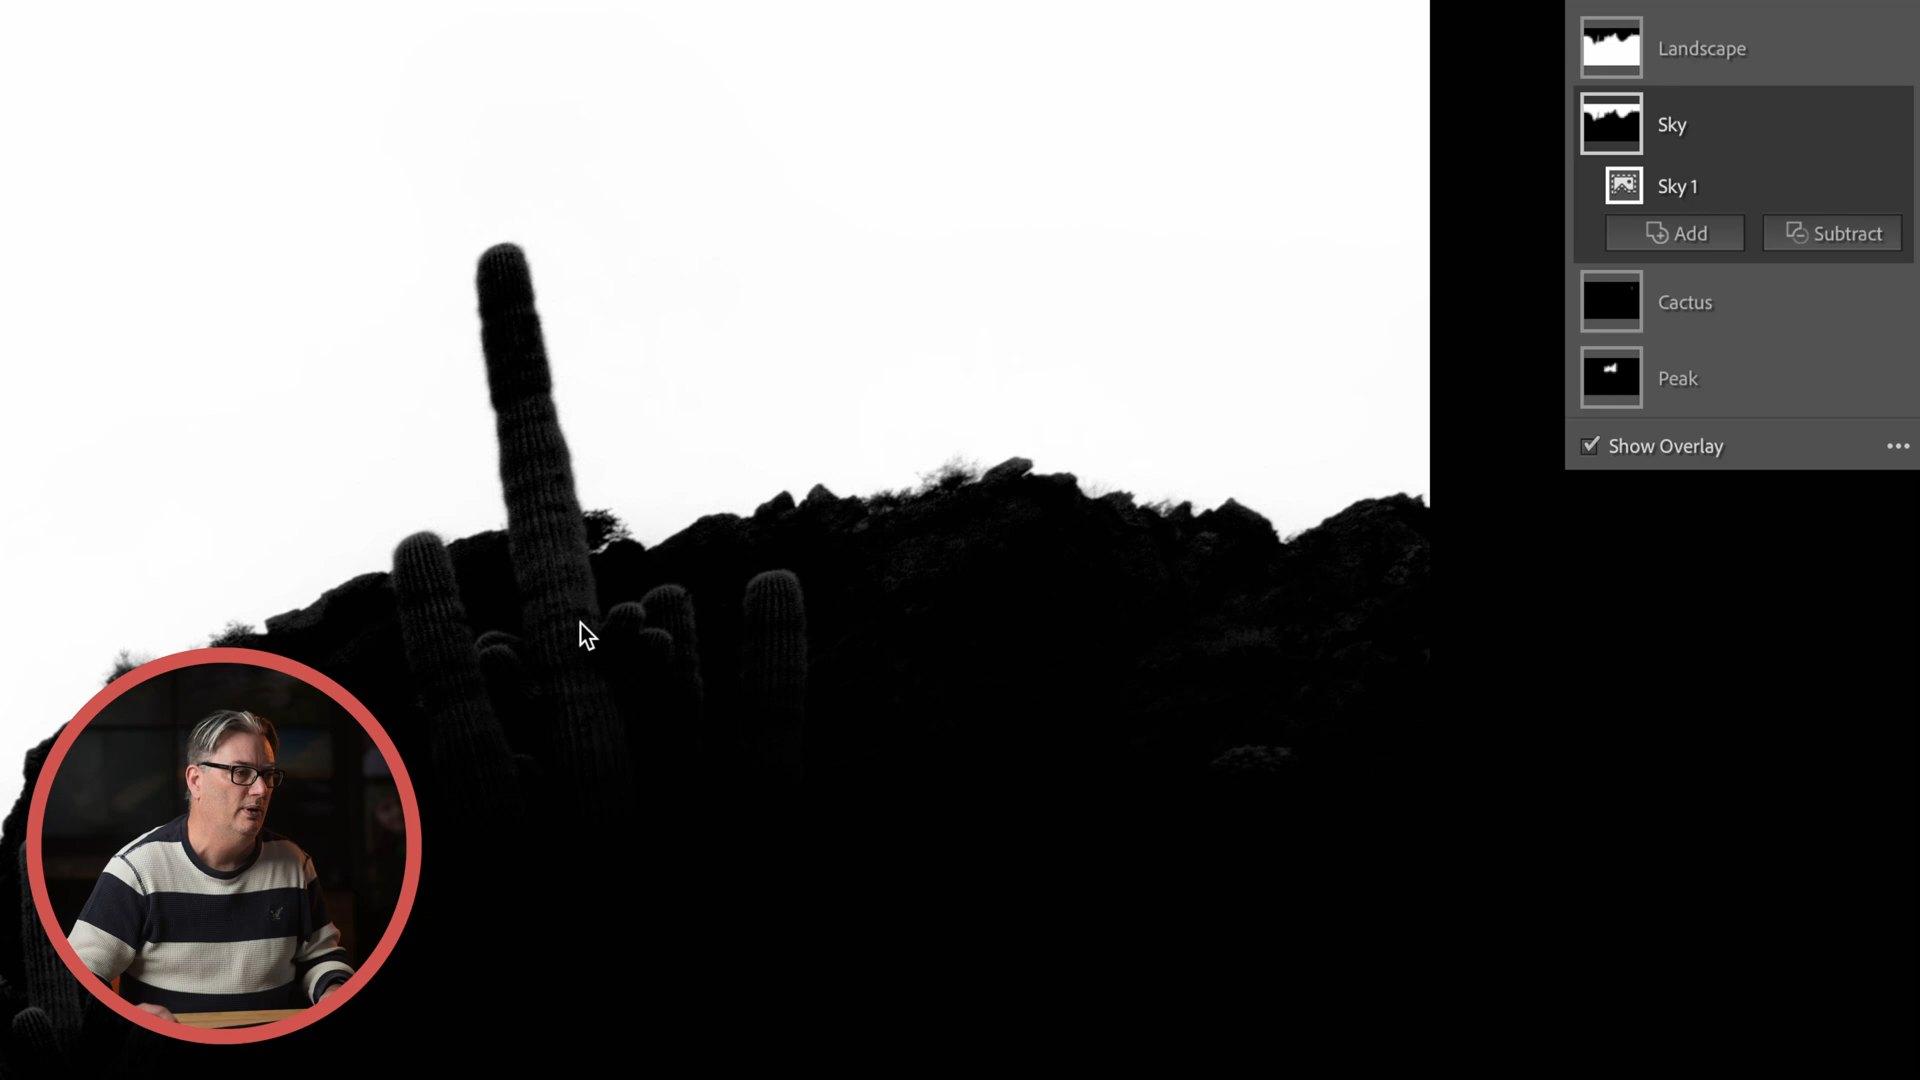 Landscape
Sky
Sky 1
Add
Subtract
Cactus
Peak
Show Overlay